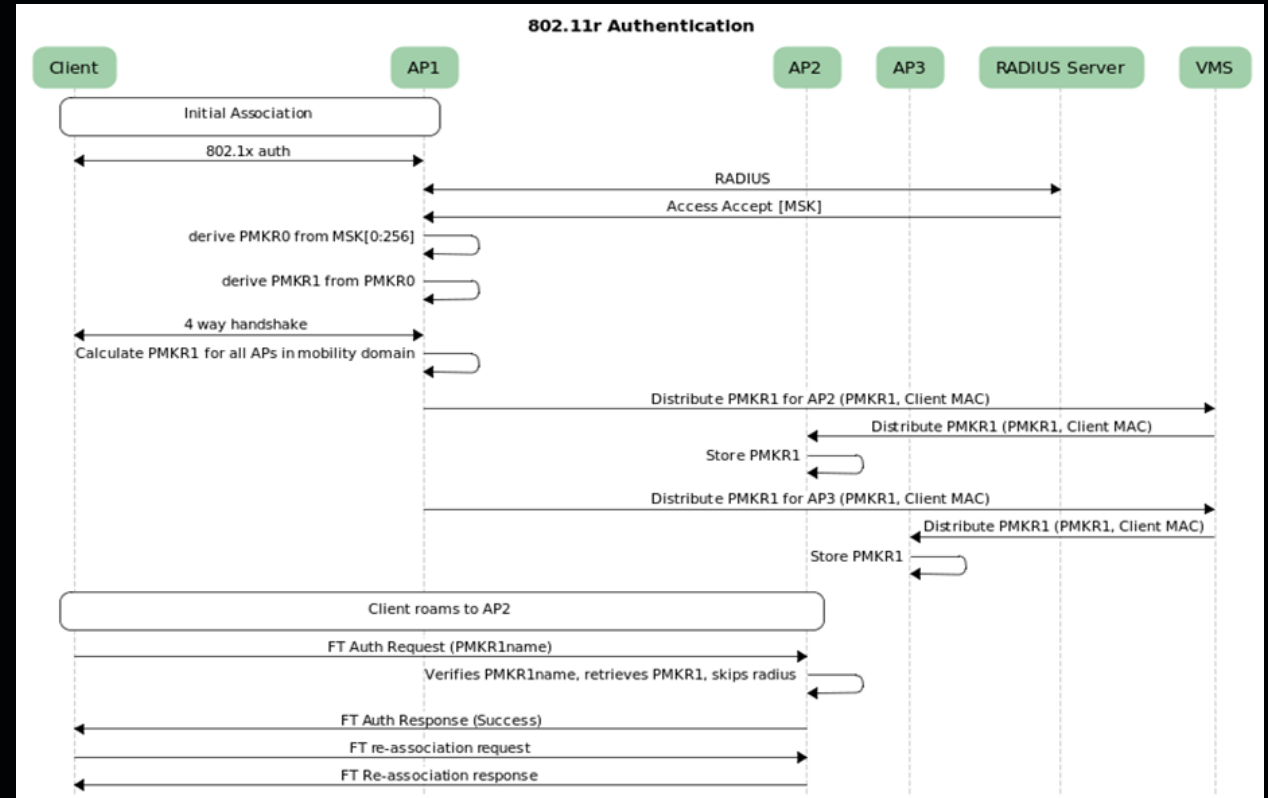 802.11r Authentication
Client
AP1
AP2
AP3
RADIUS Server
VMS
Initial Association
802.1x auth
RADIUS
Access Accept [MSK]
derive PMKR0 from MSK[0:256]
derive PMKR1 from PMKR0
4 way handshake
Calculate PMKR1 for all APs in mobility domain
Distribute PMKR1 for AP2 (PMKR1, Client MAC)
Distribute PMKR1 (PMKR1, Client MAC)
Store PMKR1
Distribute PMKR1 for AP3 (PMKR1, Client MAC)
Distribute PMKR1 (PMKR1, Client MAC)
Store PMKR1
Client roams to AP2
FT Auth Request (PMKR1name)
Verifies PMKR1name, retrieves PMKR1, skips radius
FT Auth Response (Success)
FT re-association request
FT Re-association response